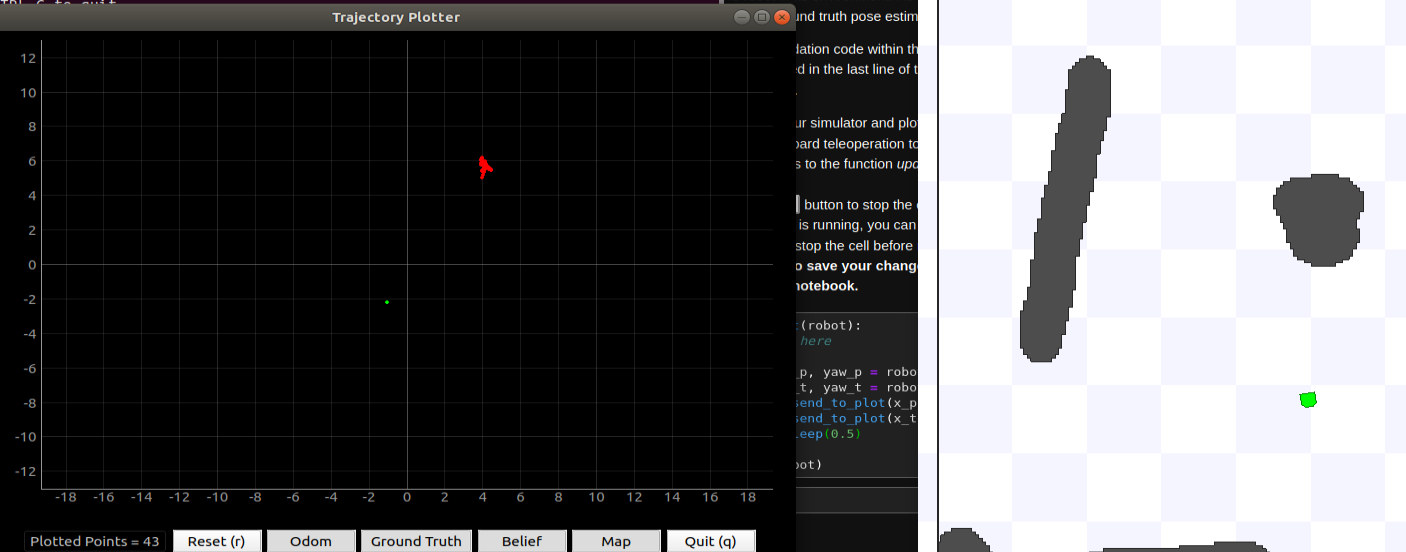 CTRL-C to quit
Trajectory Plotter
12
10
8
6
4
2
0
-2
-4
-6
-8
-10
-12
-18 -16 -14 -12 -10 -8 -6 -4 -2 0 2 4 6 8 10 12 14 16 18
Plotted Points = 43 Reset (r) Odom Ground Truth Belief Map Quit (q)
und truth pose estim
dation code within th
ed in the last line of t
ur simulator and plo
oard teleoperation to
s to the function upd
button to stop the
is running, you can
stop the cell before
o save your change
notebook.
t(robot):
here
_p, yaw_p = robo
_t, yaw_t = robo
send_to_plot(x_p
send_to_plot(x_t
leep(0.5)
bot)